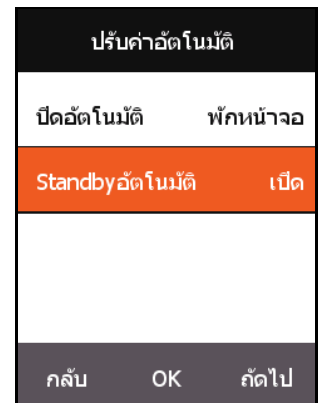 ปรับค่าอัตโนมัติ
ปิดอัตโนมัติ พักหน้าจอ
Standbyอัตโนมัติ เปิด
กลับ OK ถัดไป